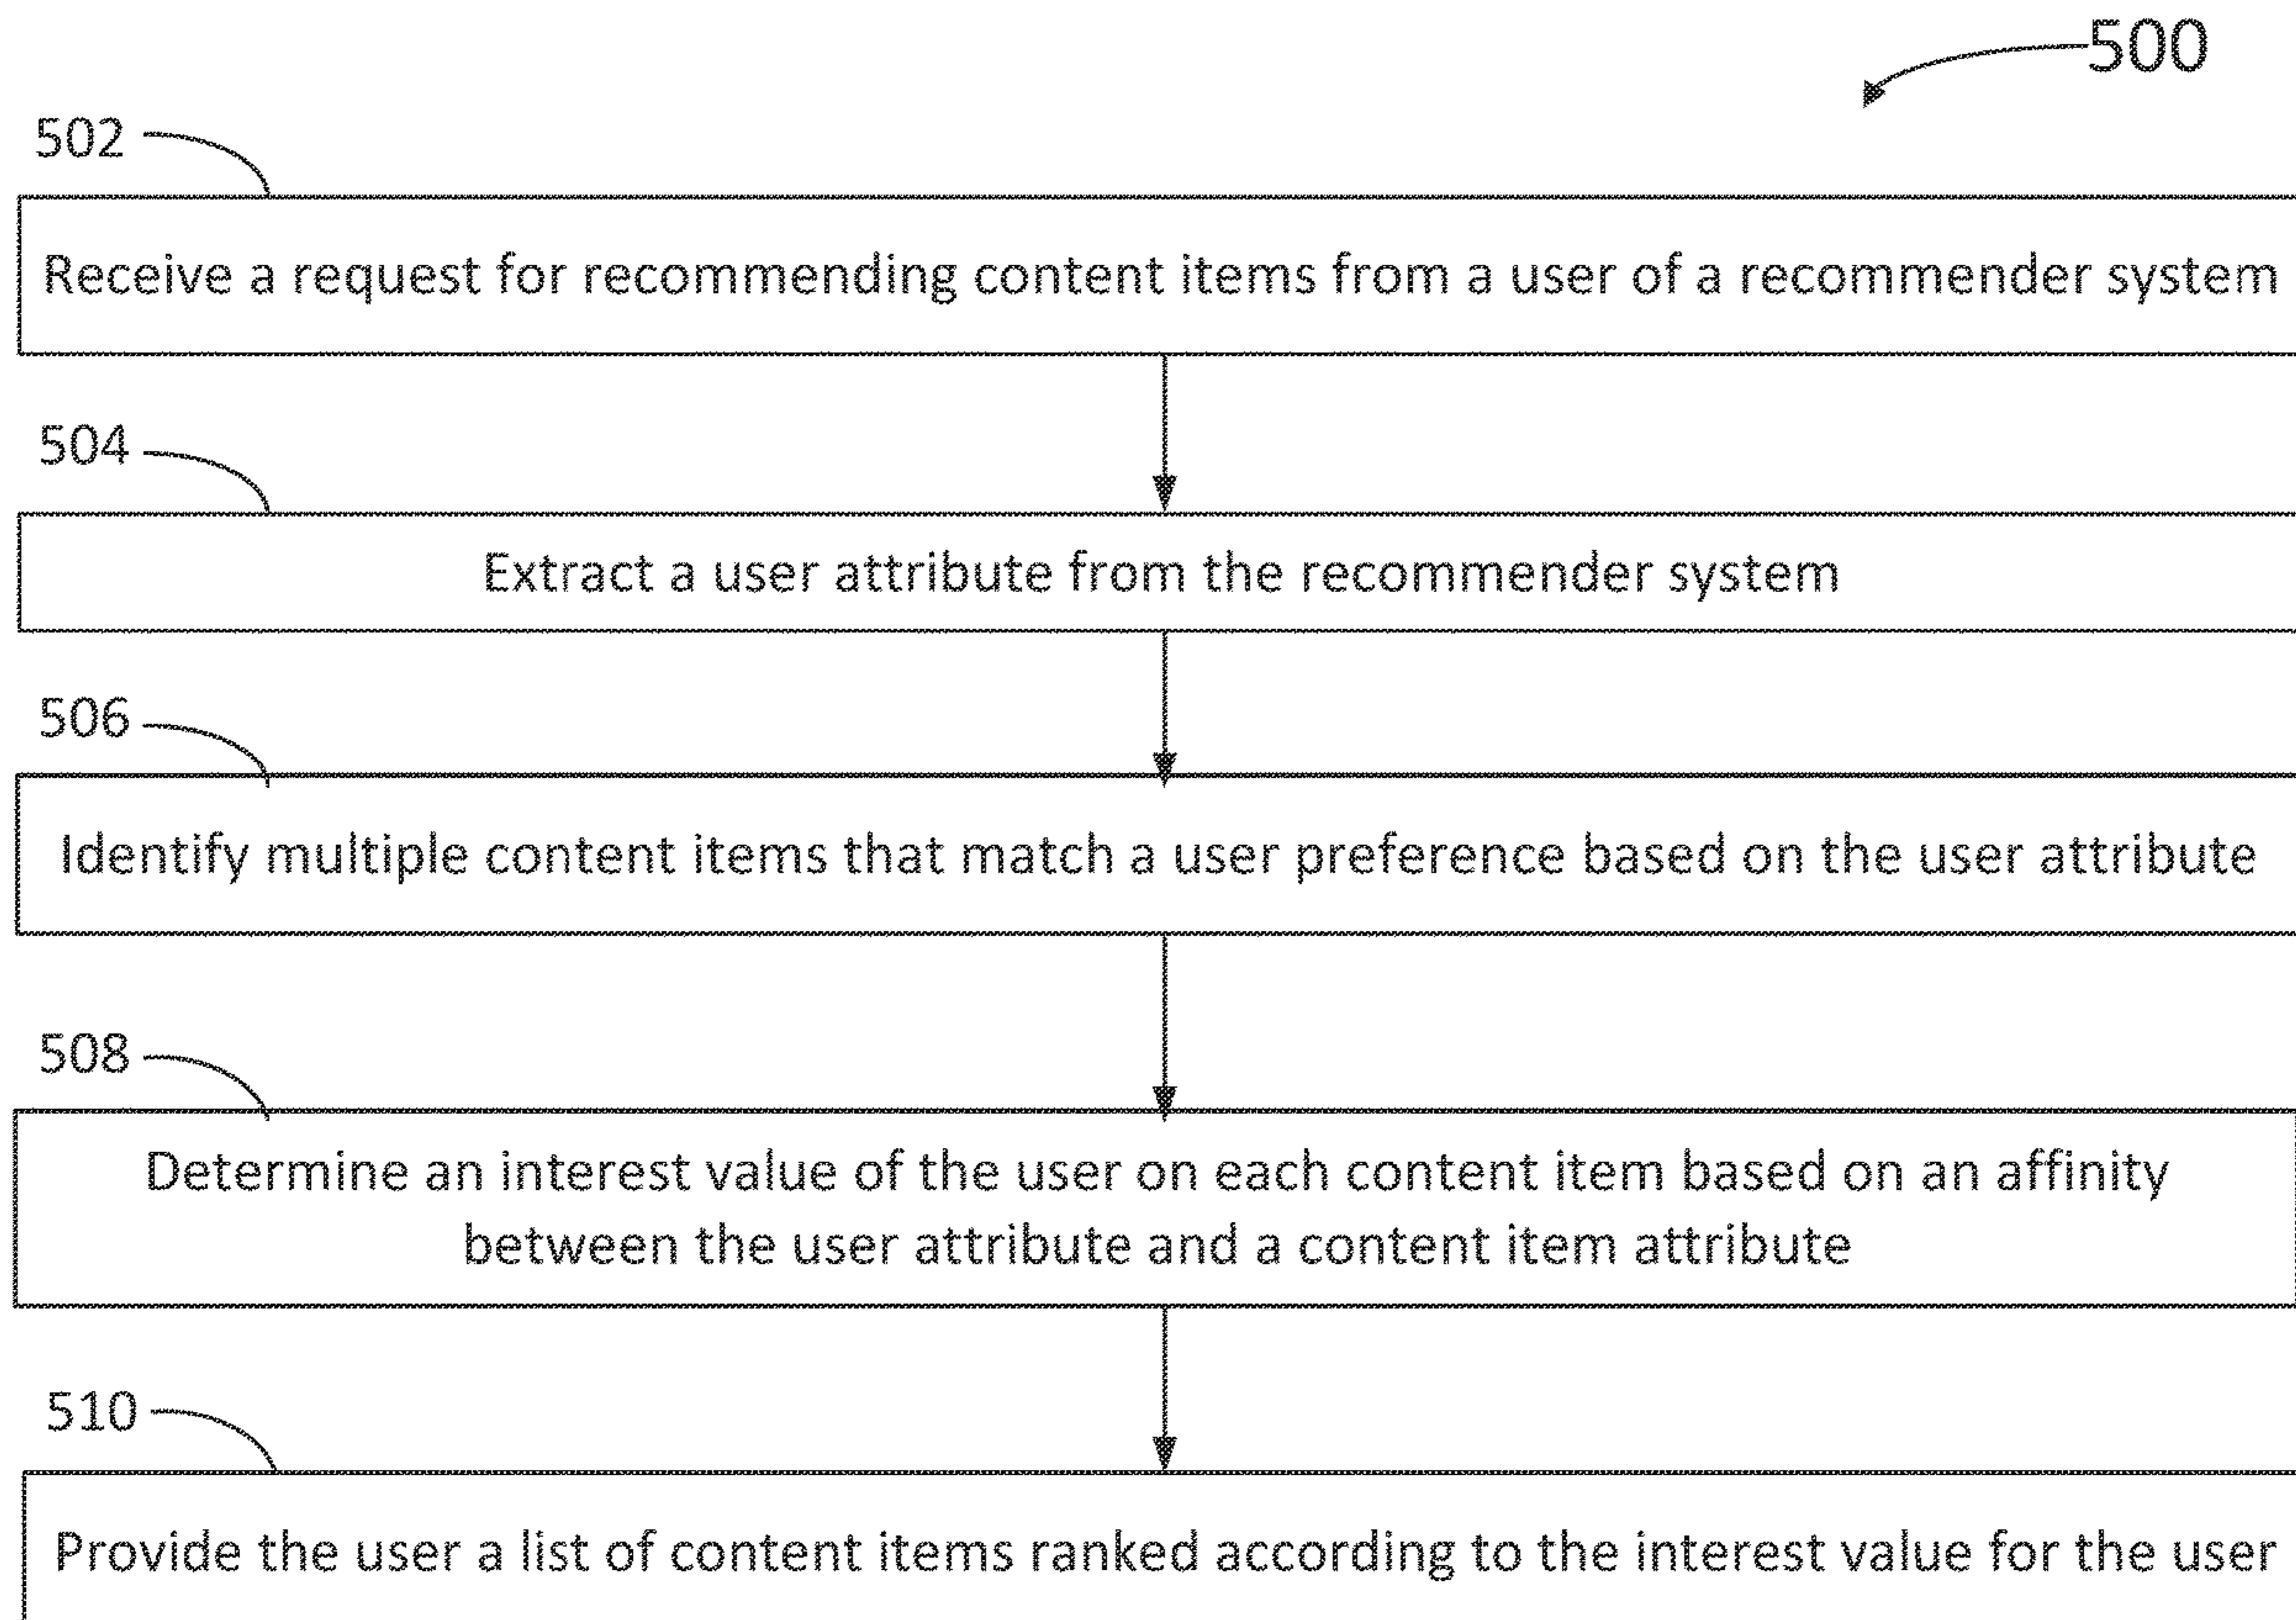 500
502
Receive a request for recommending content items from a user of a recommender system
504
Extract a user attribute from the recommender system
506
Identify multiple content items that match a user preference based on the user attribute
508
Determine an interest value of the user on each content item based on an affinity
between the user attribute and a content item attribute
510
Provide the user a list of content items ranked according to the interest value for the user